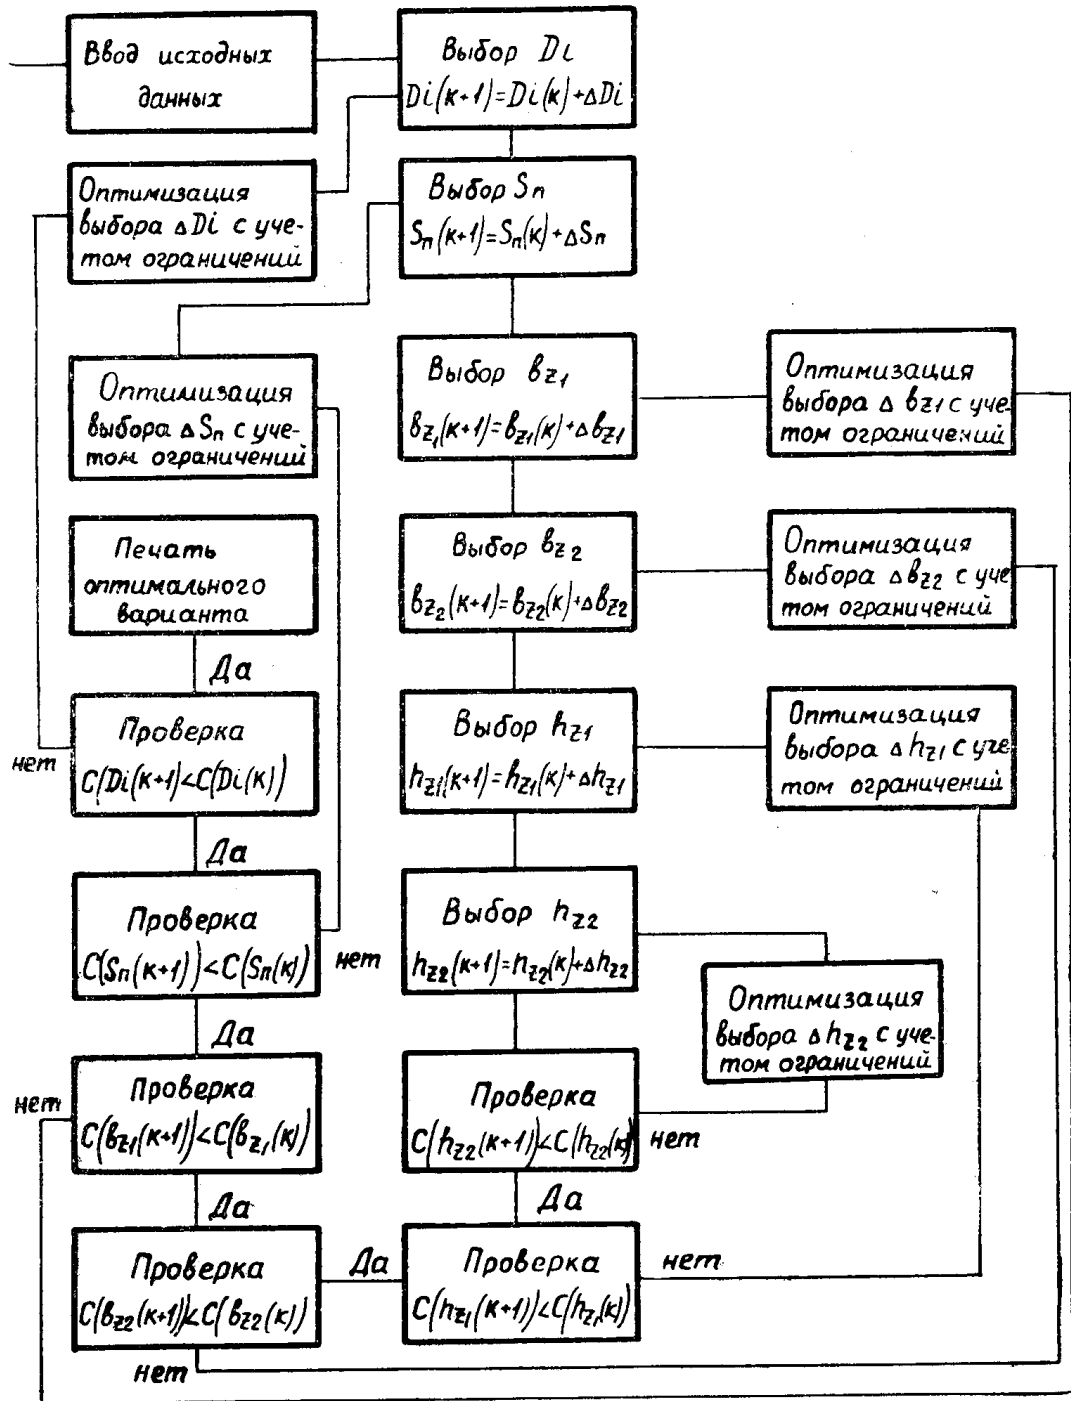 Ввод исходных
данных
Выбор Di
Di(к+1)=Di(к)+ΔDi
Оптимизация
выбора ΔDi с уче-
том ограничений
Выбор Sп
Sп(к+1)=Sп(к)+ΔSп
Оптимизация
выбора ΔSп с уче-
том ограничений
Выбор bz1
bz1(к+1)=bz1(к)+Δbz1
Оптимизация
выбора Δ bz1 с уче-
том ограничений
Печать
оптимального
варианта
Выбор bz2
bz2(к+1)=bz2(к)+Δbz2
Оптимизация
выбора Δbz2 с уче
том ограничений
Да
Проверка
C(Di(к+1)<C(Di(к))
нет
Выбор hz1
hz1(к+1)=hz1(к)+Δhz1
Оптимизация
выбора Δhz1 с уче
том ограничений
Да
Проверка
C(Sп(к+1))<C(Sп(к))
нет
Выбор hz2
hz2(к+1)=hz2(к)+Δhz2
Оптимизация
выбора Δhz2 с уче-
том ограничений
Да
нет
Проверка
C(bz1(к+1))<C(bz1(к))
Проверка
C(hz2(к+1))<C(hz2(к))
нет
Да
Да
Проверка
C(bz2(к+1))<C(bz2(к))
Да
Проверка
C(hz1(к+1))<C(hz1(к))
нет
нет